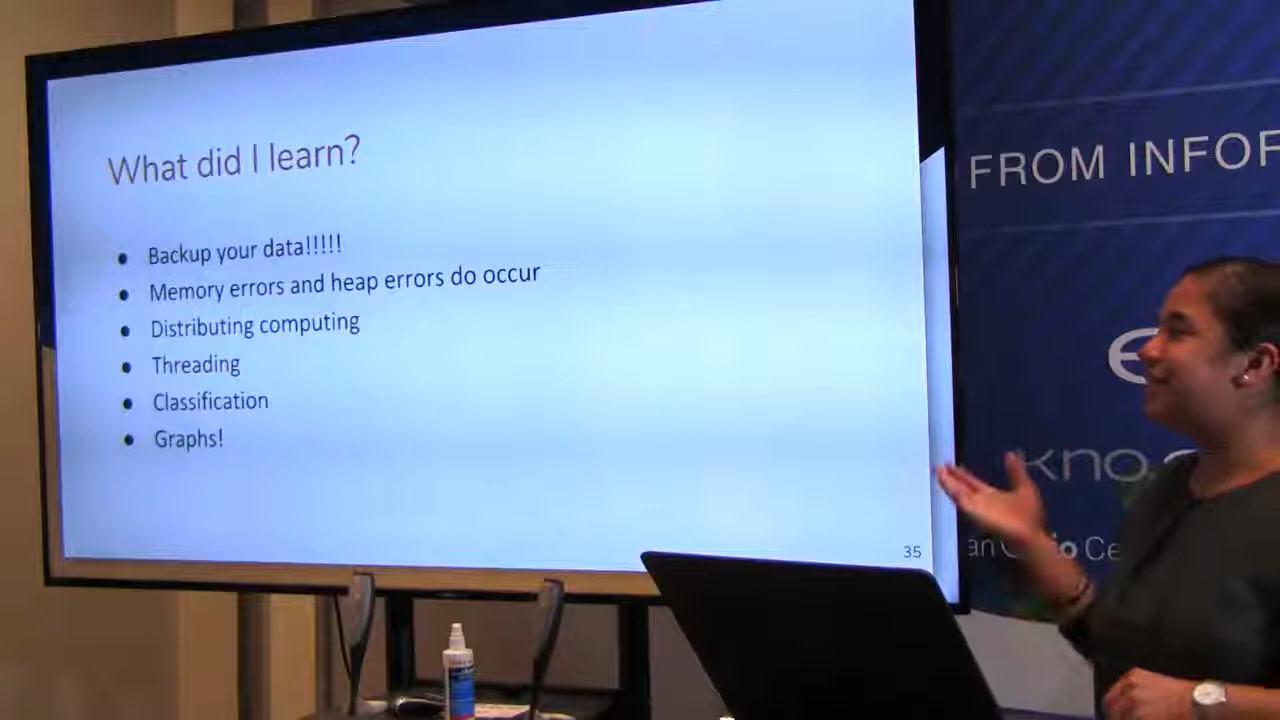 What did I learn?
Backup your data!!!!!
Memory errors and heap errors do occur
Distributing computing
Threading
Classification
Graphs!
35
FROM INFOR
kno.
an Ohio Ce